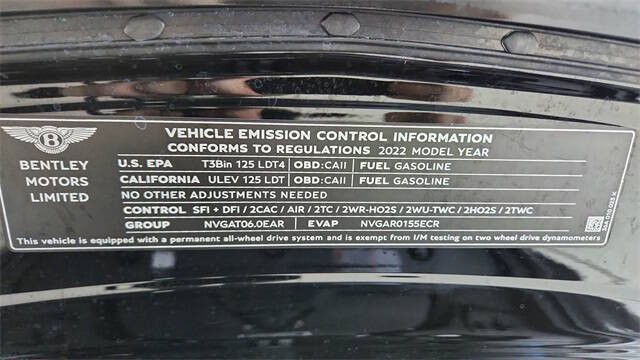 VEHICLE EMISSION CONTROL INFORMATION
CONFORMS TO REGULATIONS 2022 MODEL YEAR
B
BENTLEY
MOTORS
LIMITED
U.S. EPA T3Bin 125 LDT4 OBD:CAII FUEL GASOLINE
CALIFORNIA ULEV 125 LDT OBD:CAII FUEL GASOLINE
NO OTHER ADJUSTMENTS NEEDED
CONTROL SFI + DFI / 2CAC / AIR / 2TC / 2WR-HO2S / 2WU-TWC / 2HO2S / 2TWC
GROUP NVGAT06.0EAR EVAP NVGAR0155ECR
This vehicle is equipped with a permanent all-wheel drive system and is exempt from I/M testing on two wheel drive dynamometers